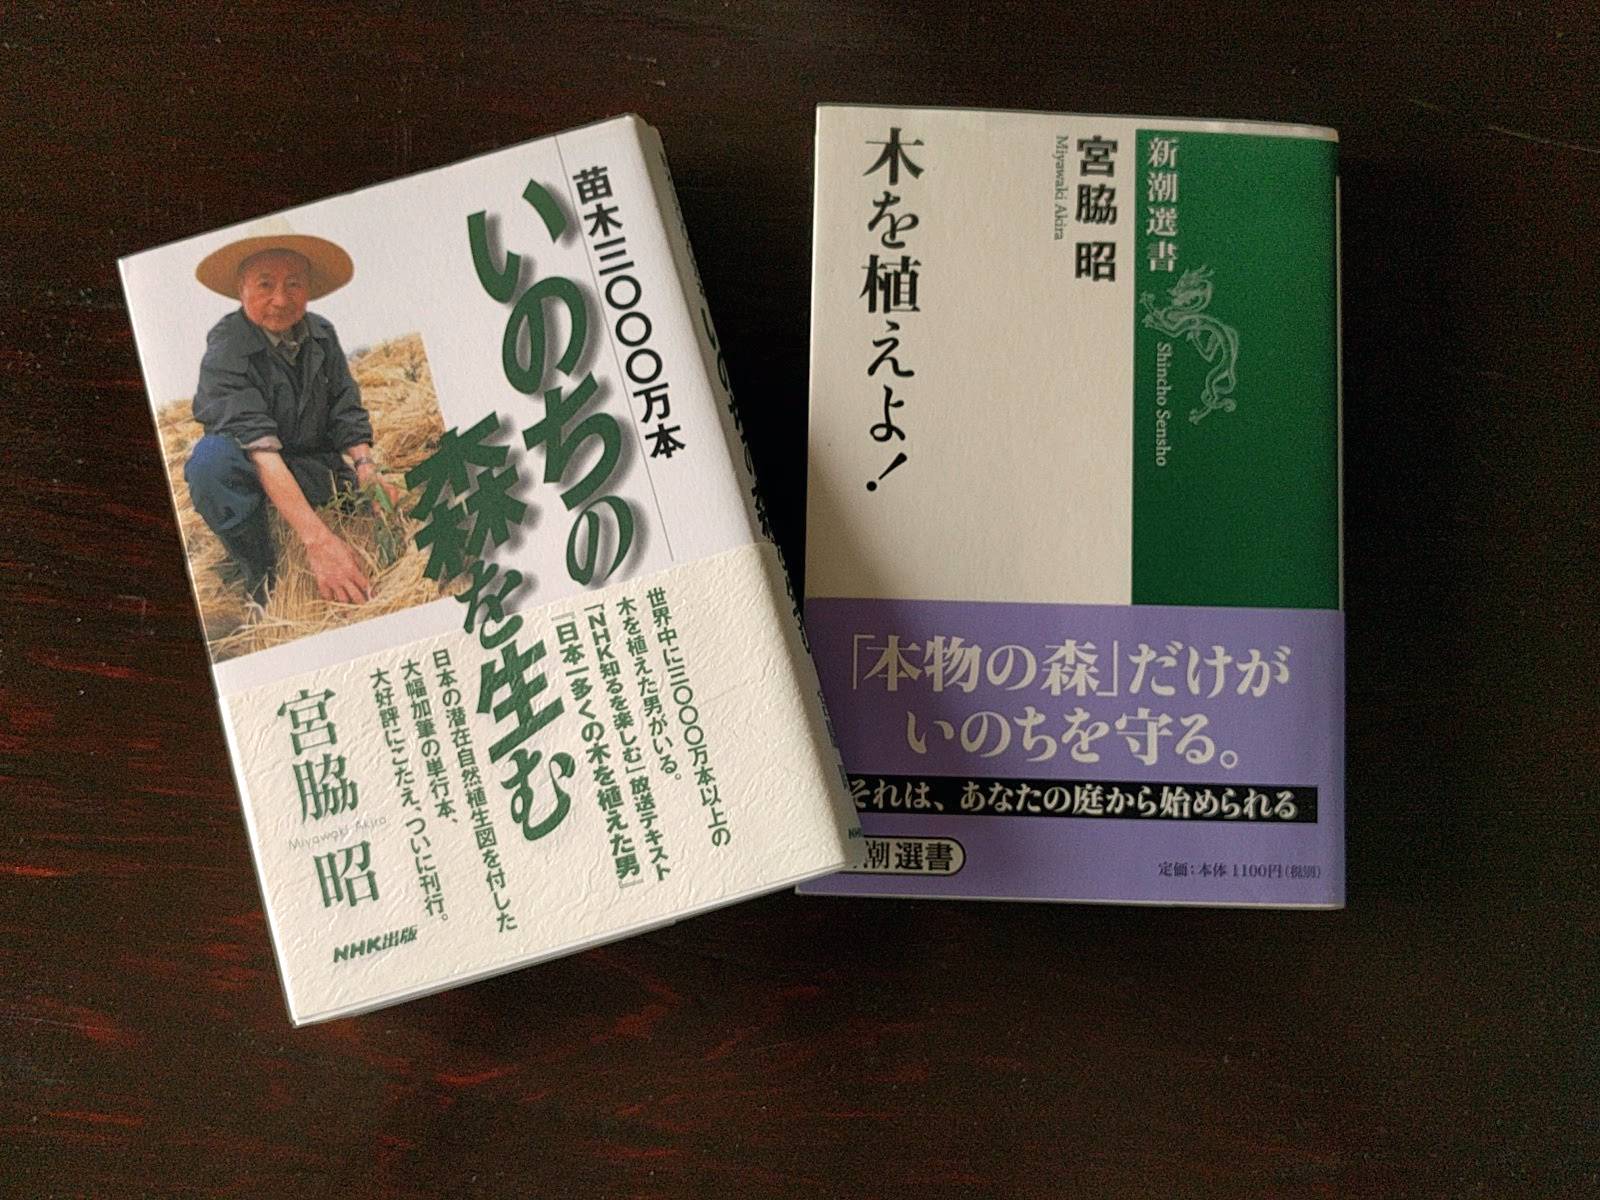 苗木三〇〇〇万本
いのちの
森を生む
世界中に三〇〇〇万本以上の
木を植えた男がいる。
「NHK知るを楽しむ」放送テキスト
『日本一多くの木を植えた男』
日本の潜在自然植生図を付した
大幅加筆の単行本、
大好評にこたえ、ついに刊行。
宮脇 昭
Miyawaki Akira
NHK出版
新潮選書
Shincho Sensho
宮脇 昭
Miyawaki Akira
木を植えよ!
「本物の森」だけが
いのちを守る。
それは、あなたの庭から始められる
潮選書
定価:本体1100円(税別)